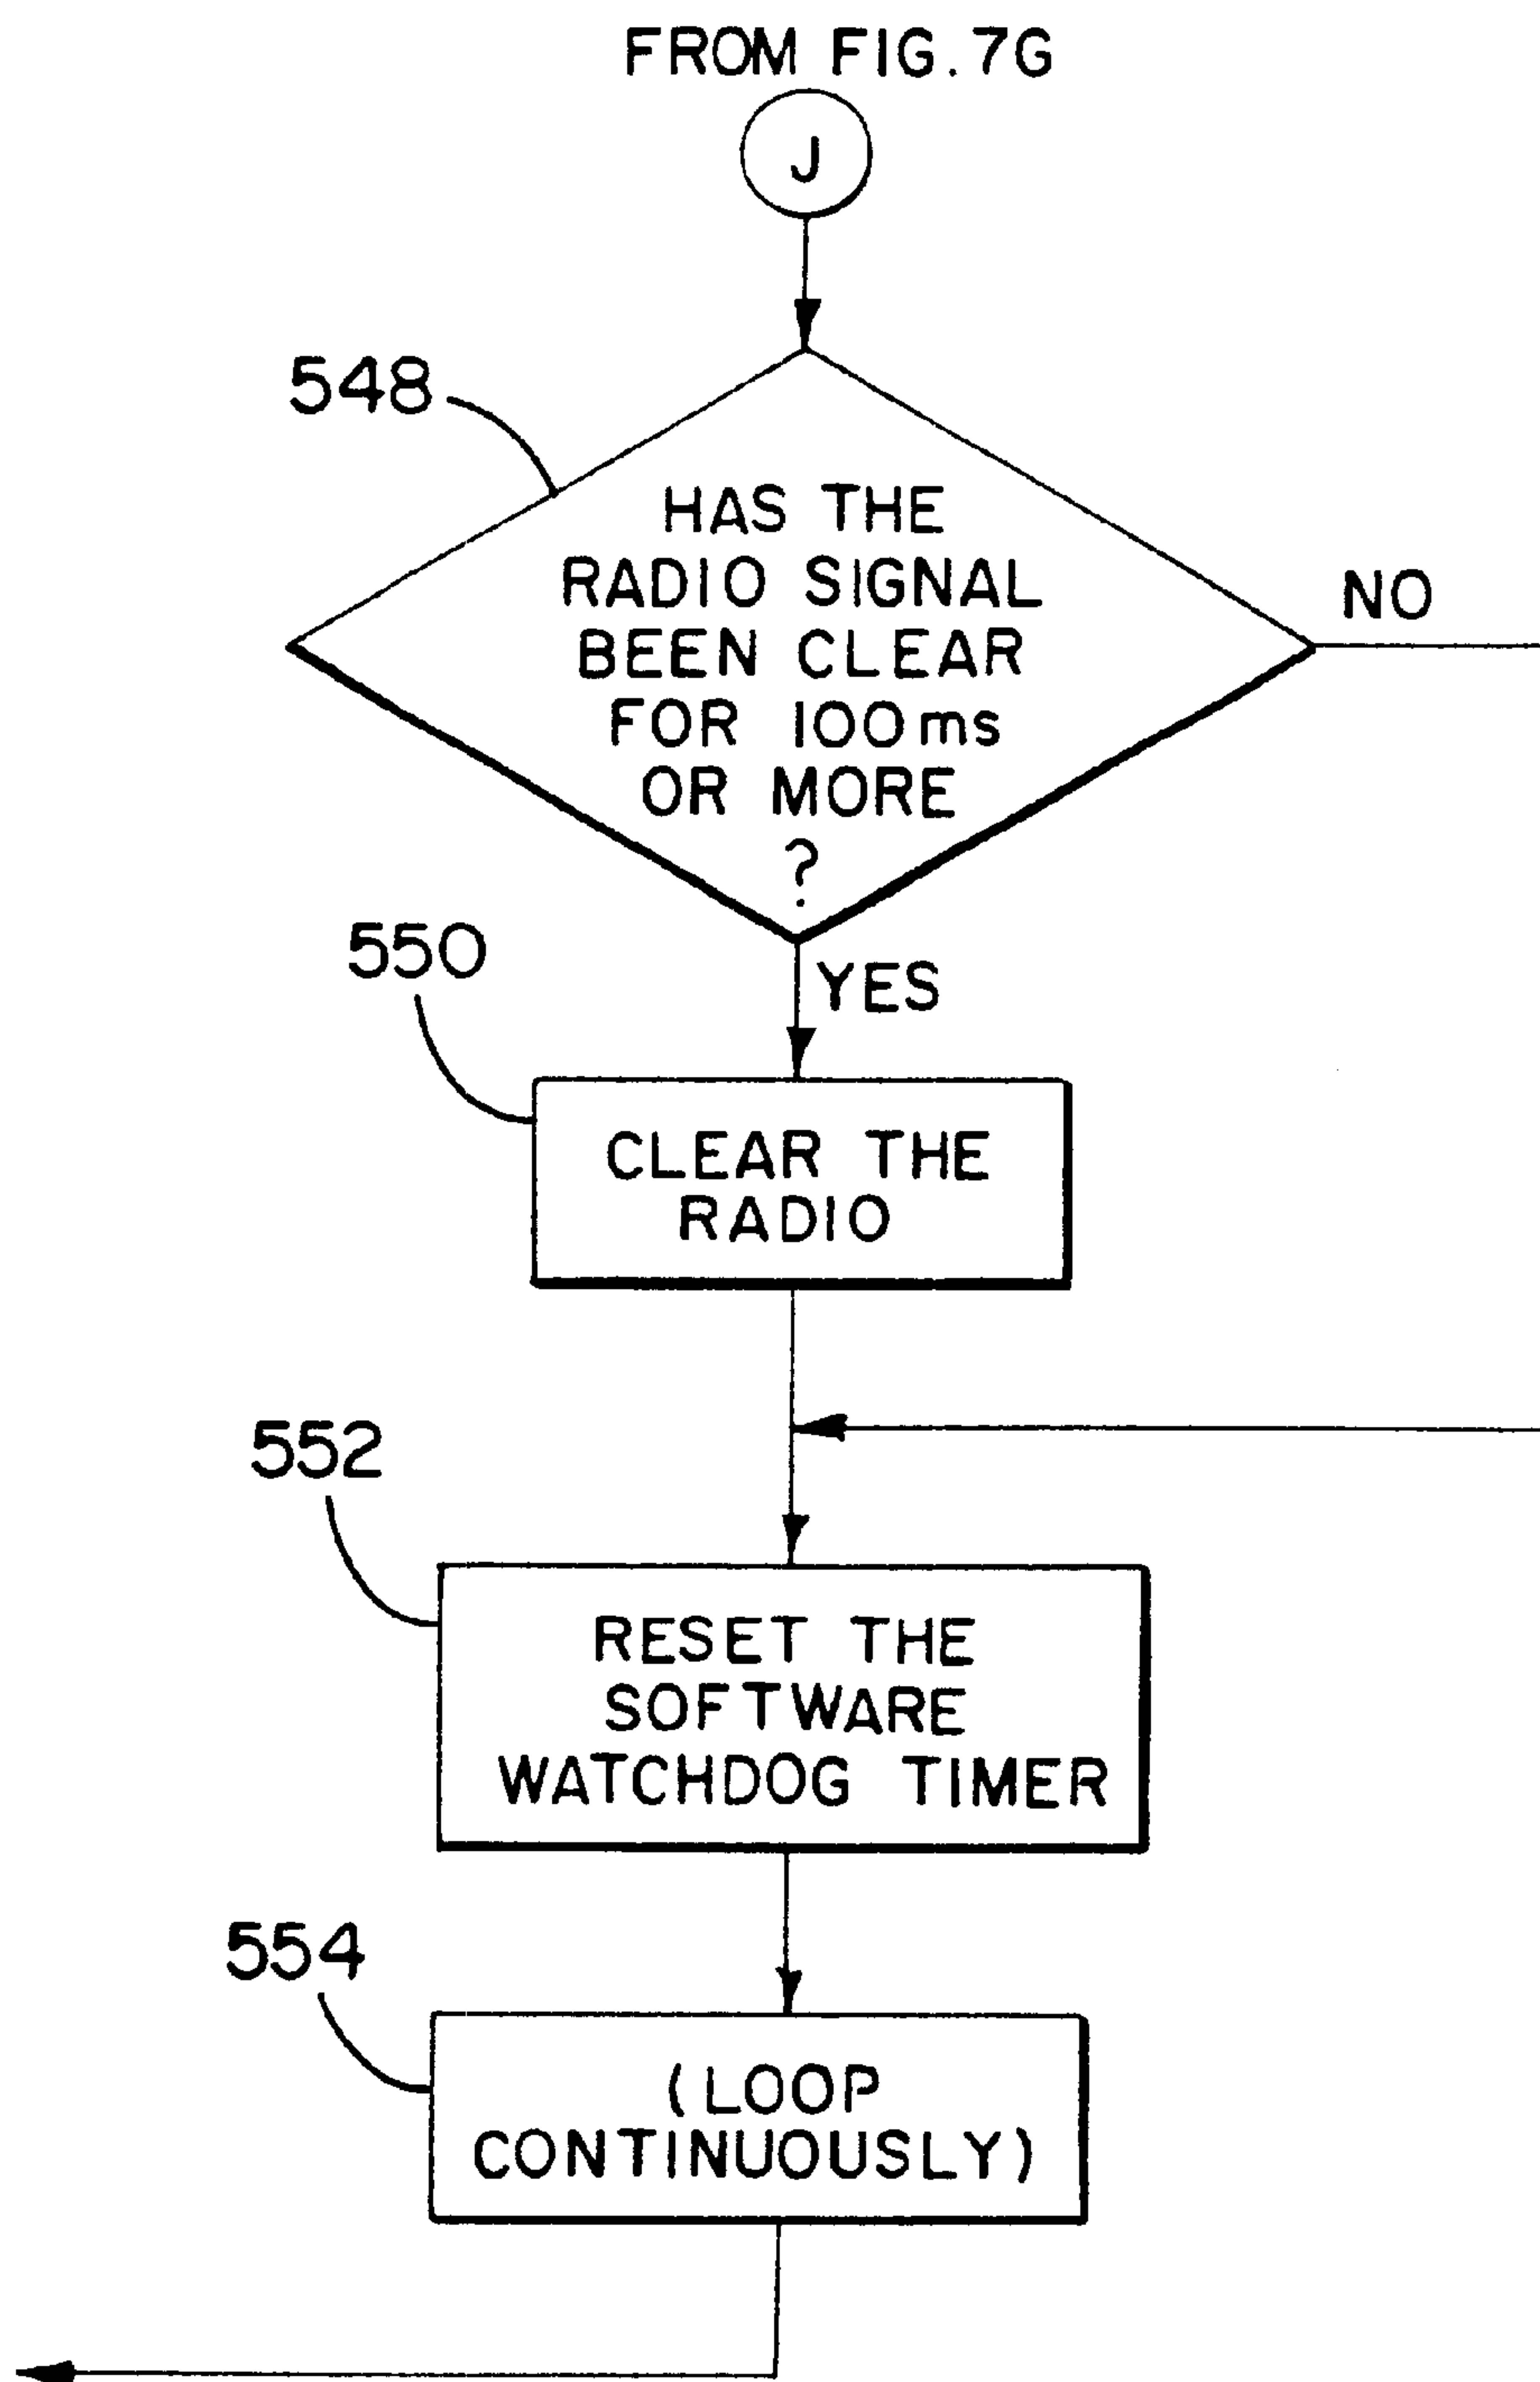 FROM FIG. 7G
J
548
HAS THE
RADIO SIGNAL
BEEN CLEAR
FOR 100ms
OR MORE
?
NO
550
YES
CLEAR THE
RADIO
552
RESET THE
SOFTWARE
WATCHDOG TIMER
554
(LOOP
CONTINUOUSLY)